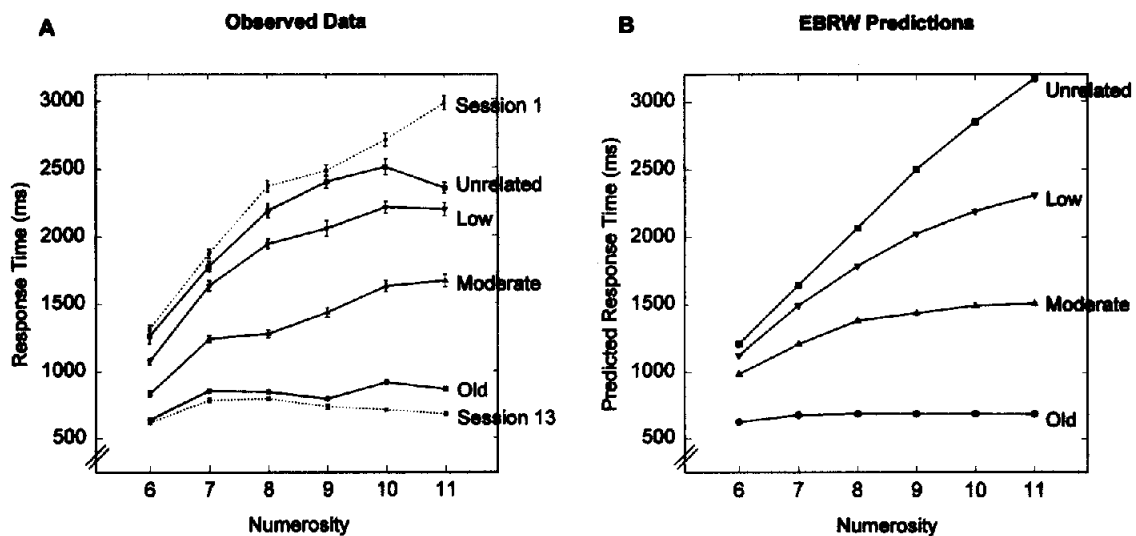 A
Observed Data
Response Time (ms)
3000
2500
2000
1500
1000
500
Session 1
Unrelated
Low
Moderate
Old
Session 13
6 7 8 9 10 11
Numerosity
B
EBRW Predictions
Predicted Response Time (ms)
3000
2500
2000
1500
1000
500
Unrelated
Low
Moderate
Old
6 7 8 9 10 11
Numerosity